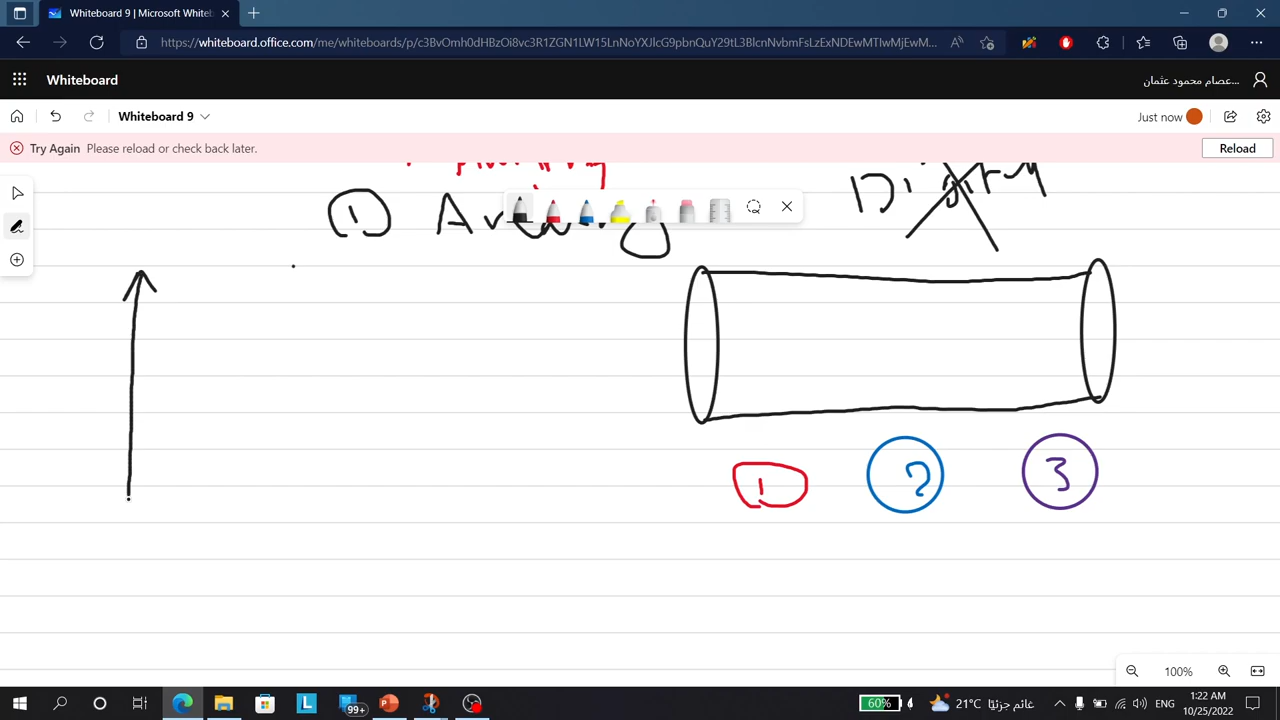 Whiteboard 9 | Microsoft Whiteb
https://whiteboard.office.com/me/whiteboards/p/c3BvOmh0dHBzOi8vc3R1ZGN1LW15LnNoYXJlcG9pbnQuY29tL3BlcnNvbmFsLzExNDEwMTIwMjEwM...
Whiteboard
عصام محمود عثمان...
Whiteboard 9
Just now
Try Again Please reload or check back later.
Reload
1
1 2 3
100%
L
99+
60%
21°C غائم جزئيًا
ENG
1:22 AM
10/25/2022